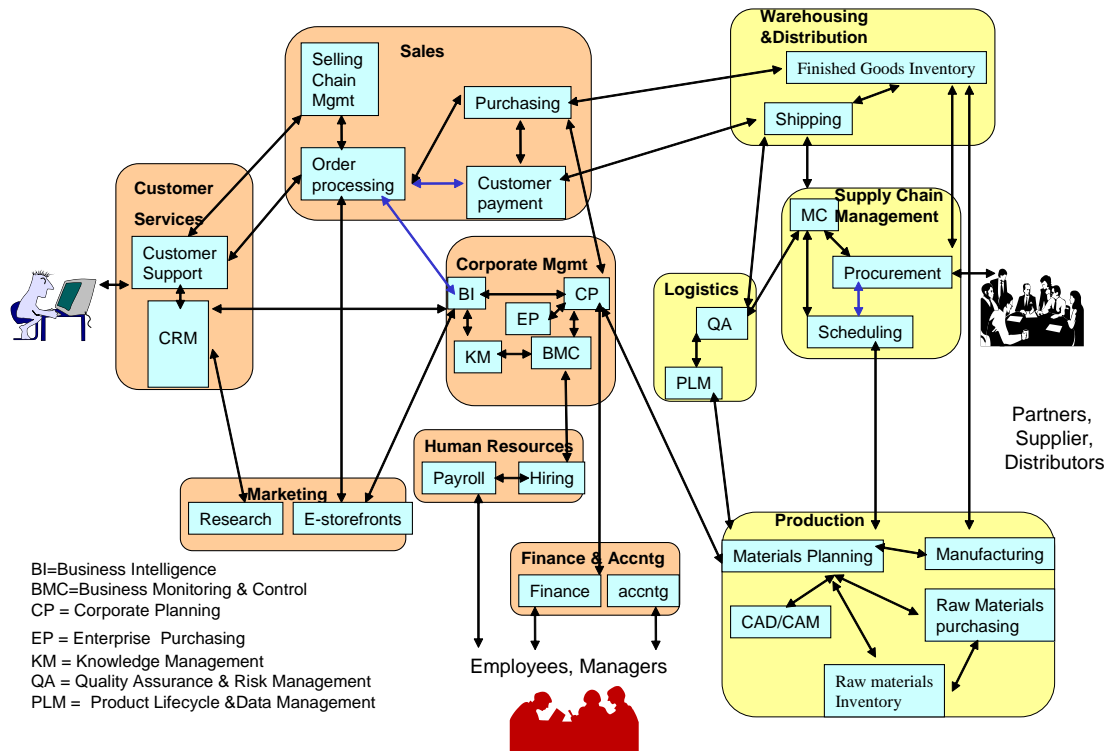 Sales
Selling
Chain
Mgmt
Purchasing
Order
processing
Customer
payment
Warehousing
&Distribution
Finished Goods Inventory
Shipping
Customer
Services
Customer
Support
CRM
Corporate Mgmt
BI
CP
EP
KM
BMC
Logistics
QA
PLM
Supply Chain
Management
MC
Procurement
Scheduling
Partners,
Supplier,
Distributors
Human Resources
Payroll
Hiring
Marketing
Research
E-storefronts
Finance & Accntg
Finance
accntg
Employees, Managers
Production
Materials Planning
Manufacturing
CAD/CAM
Raw Materials
purchasing
Raw materials
Inventory
BI=Business Intelligence
BMC=Business Monitoring & Control
CP = Corporate Planning
EP = Enterprise Purchasing
KM = Knowledge Management
QA = Quality Assurance & Risk Management
PLM = Product Lifecycle &Data Management